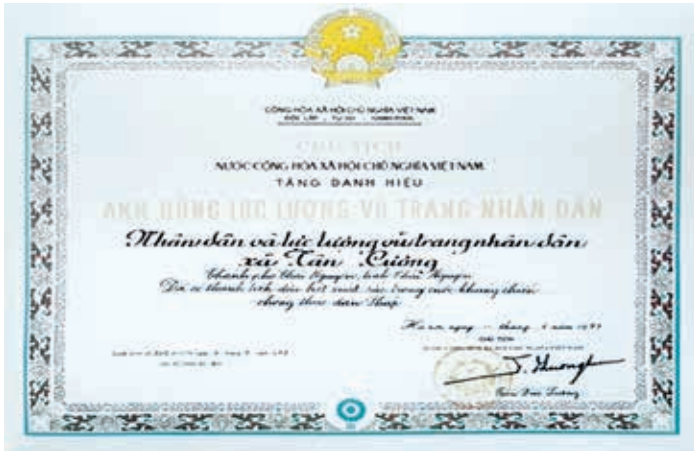 CỘNG HÒA XÃ HỘI CHỦ NGHĨA VIỆT NAM
ĐỘC LẬP - TỰ DO - HẠNH PHÚC
CHỦ TỊCH
NƯỚC CỘNG HÒA XÃ HỘI CHỦ NGHĨA VIỆT NAM
TẶNG DANH HIỆU
ANH HÙNG LỰC LƯỢNG VŨ TRANG NHÂN DÂN
Nhân dân và lực lượng vũ trang nhân dân
xã Tân Cương
Thành phố Thái Nguyên, tỉnh Thái Nguyên
Đã có thành tích đặc biệt xuất sắc trong cuộc kháng chiến
chống thực dân Pháp
Hà nội, ngày tháng năm
CHỦ TỊCH
Trần Đức Lương